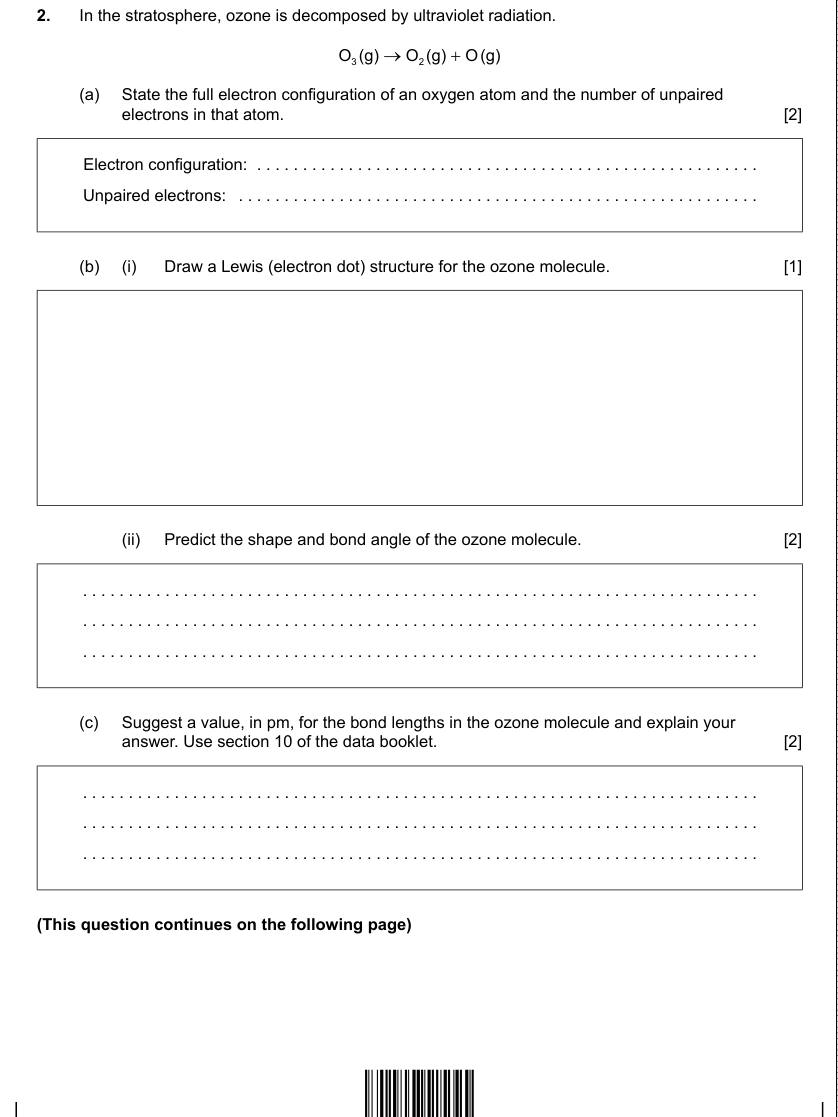 2. In the stratosphere, ozone is decomposed by ultraviolet radiation.
O₃ (g) → O₂ (g) + O (g)
(a) State the full electron configuration of an oxygen atom and the number of unpaired
electrons in that atom. [2]
Electron configuration: . . . . . . . . . . . . . . . . . . . . . . . . . . . . . . . . . . . . . . . . . . . . . . . . . . . . . . .
Unpaired electrons: . . . . . . . . . . . . . . . . . . . . . . . . . . . . . . . . . . . . . . . . . . . . . . . . . . . . . . . . .
(b) (i) Draw a Lewis (electron dot) structure for the ozone molecule. [1]
(ii) Predict the shape and bond angle of the ozone molecule. [2]
. . . . . . . . . . . . . . . . . . . . . . . . . . . . . . . . . . . . . . . . . . . . . . . . . . . . . . . . . . . . . . . . . . . . . . . . . .
. . . . . . . . . . . . . . . . . . . . . . . . . . . . . . . . . . . . . . . . . . . . . . . . . . . . . . . . . . . . . . . . . . . . . . . . . .
. . . . . . . . . . . . . . . . . . . . . . . . . . . . . . . . . . . . . . . . . . . . . . . . . . . . . . . . . . . . . . . . . . . . . . . . . .
(c) Suggest a value, in pm, for the bond lengths in the ozone molecule and explain your
answer. Use section 10 of the data booklet. [2]
. . . . . . . . . . . . . . . . . . . . . . . . . . . . . . . . . . . . . . . . . . . . . . . . . . . . . . . . . . . . . . . . . . . . . . . . . .
. . . . . . . . . . . . . . . . . . . . . . . . . . . . . . . . . . . . . . . . . . . . . . . . . . . . . . . . . . . . . . . . . . . . . . . . . .
. . . . . . . . . . . . . . . . . . . . . . . . . . . . . . . . . . . . . . . . . . . . . . . . . . . . . . . . . . . . . . . . . . . . . . . . . .
(This question continues on the following page)